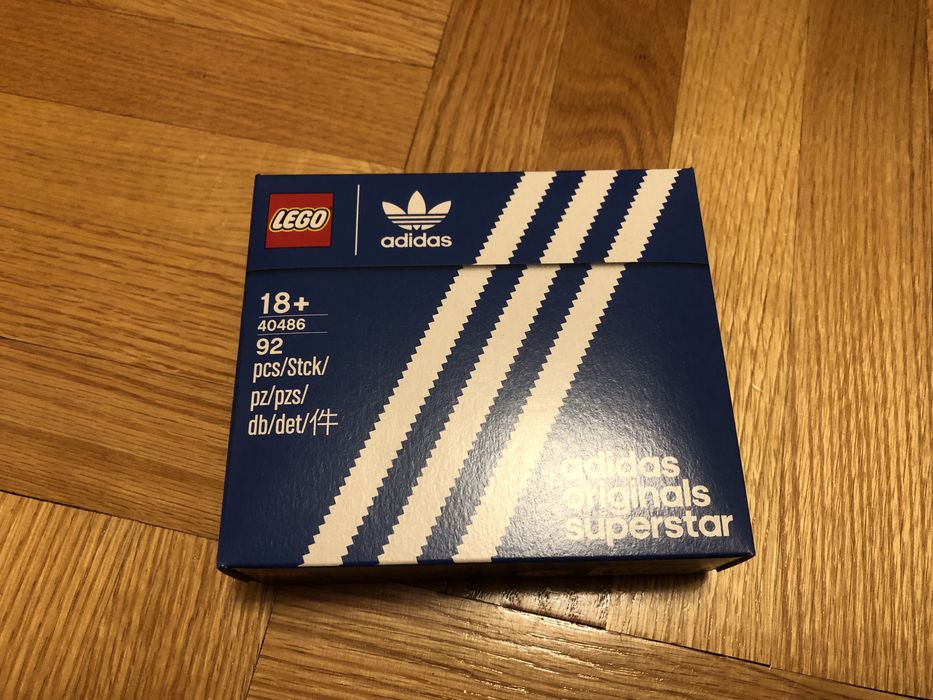 LEGO
adidas
18+
40486
92
pcs/Stck/
pz/pzs/
db/det/件
adidas
originals
superstar